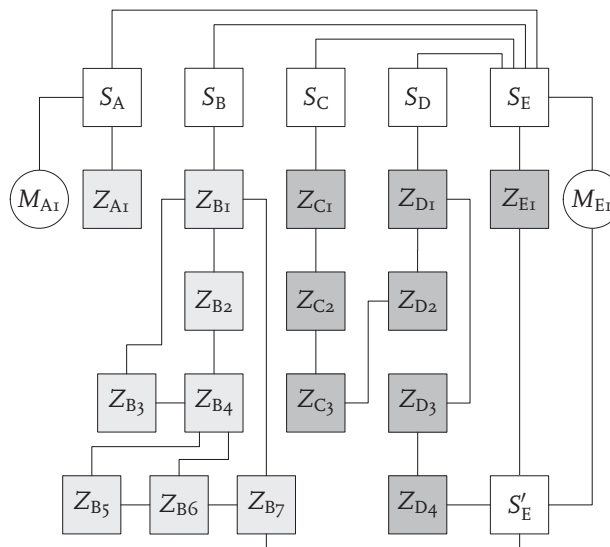 S_A S_B S_C S_D S_E
M_A1 Z_A1 Z_B1 Z_C1 Z_D1 Z_E1 M_E1
Z_B2 Z_C2 Z_D2
Z_B3 Z_B4 Z_C3 Z_D3
Z_B5 Z_B6 Z_B7 Z_D4 S′_E